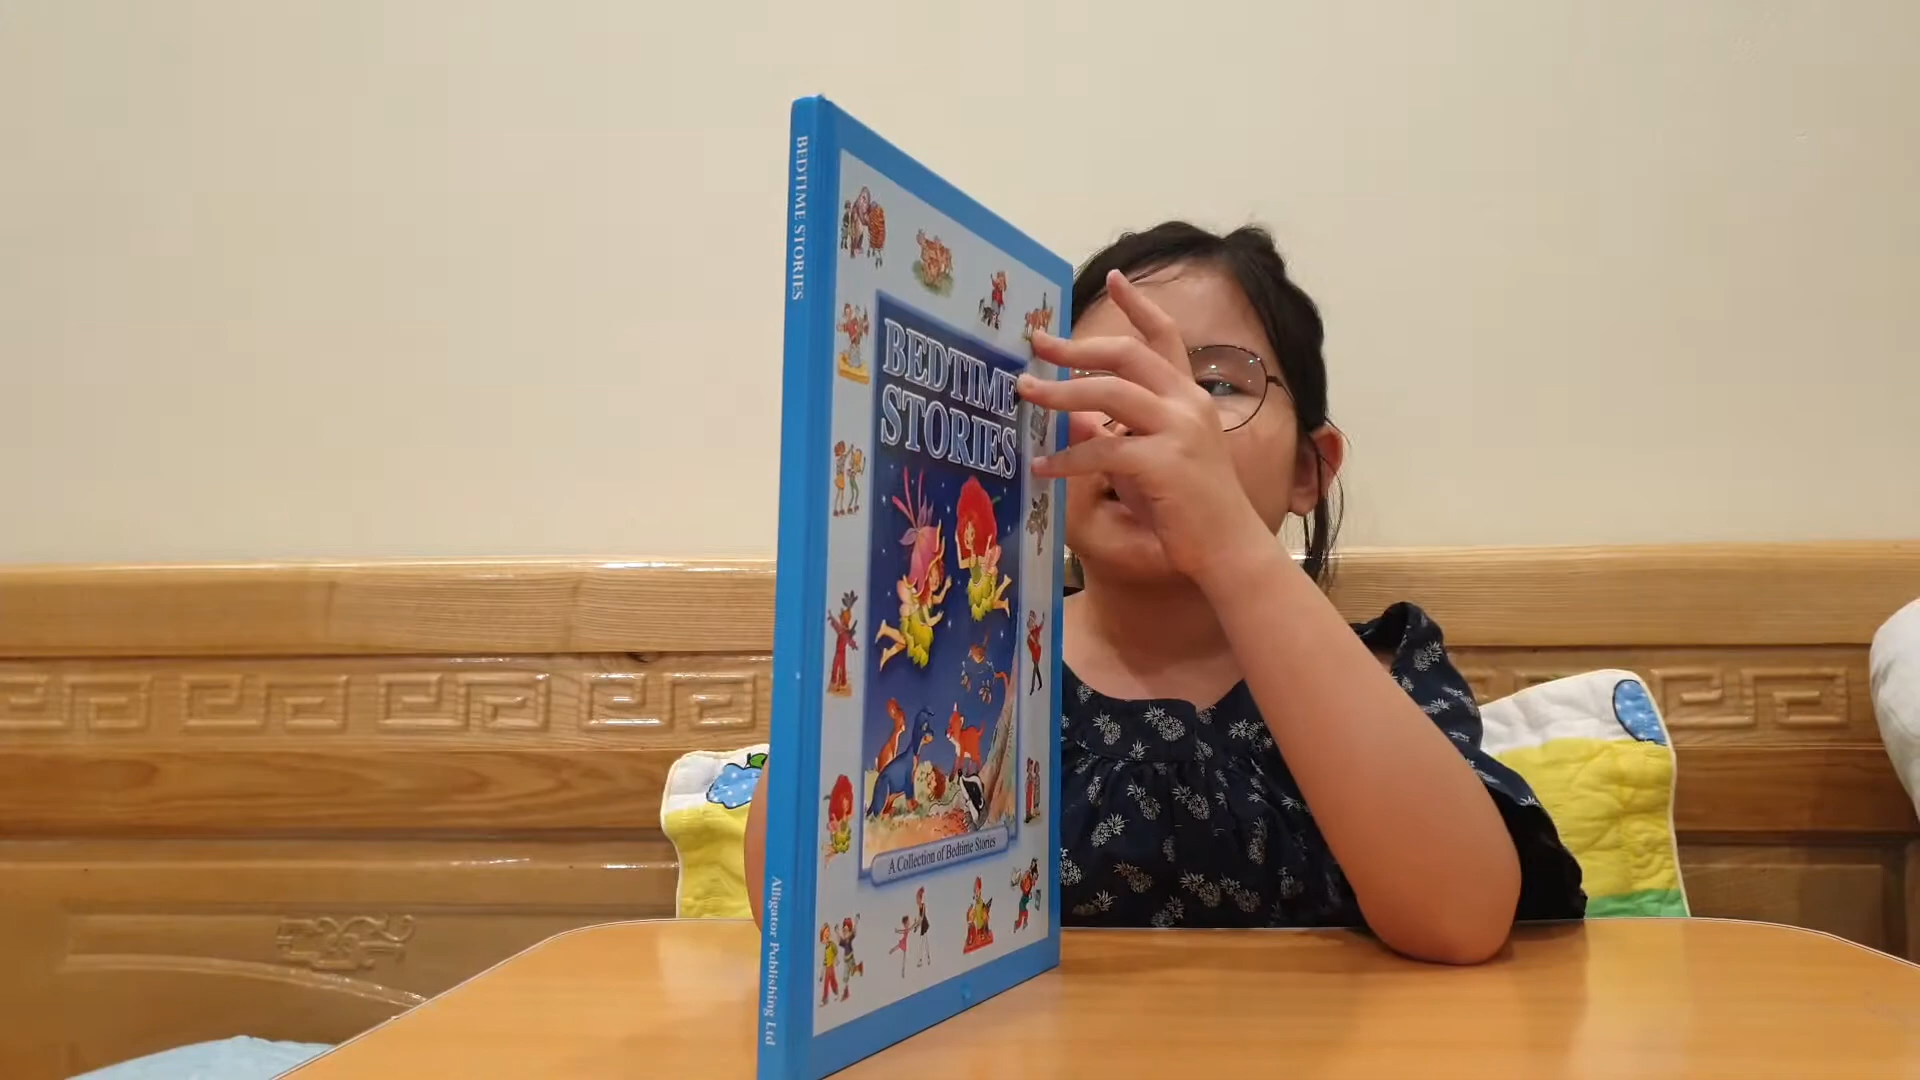 BEDTIME STORIES
BEDTIME
STORIES
A Collection of Bedtime Stories
Alligator Publishing Ltd